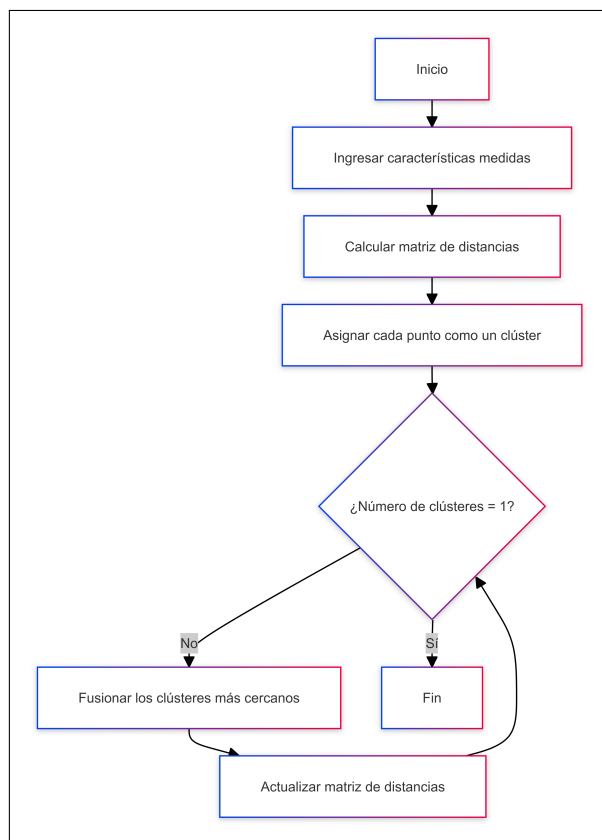 Inicio
Ingresar características medidas
Calcular matriz de distancias
Asignar cada punto como un clúster
¿Número de clústeres = 1?
No
Sí
Fusionar los clústeres más cercanos
Fin
Actualizar matriz de distancias